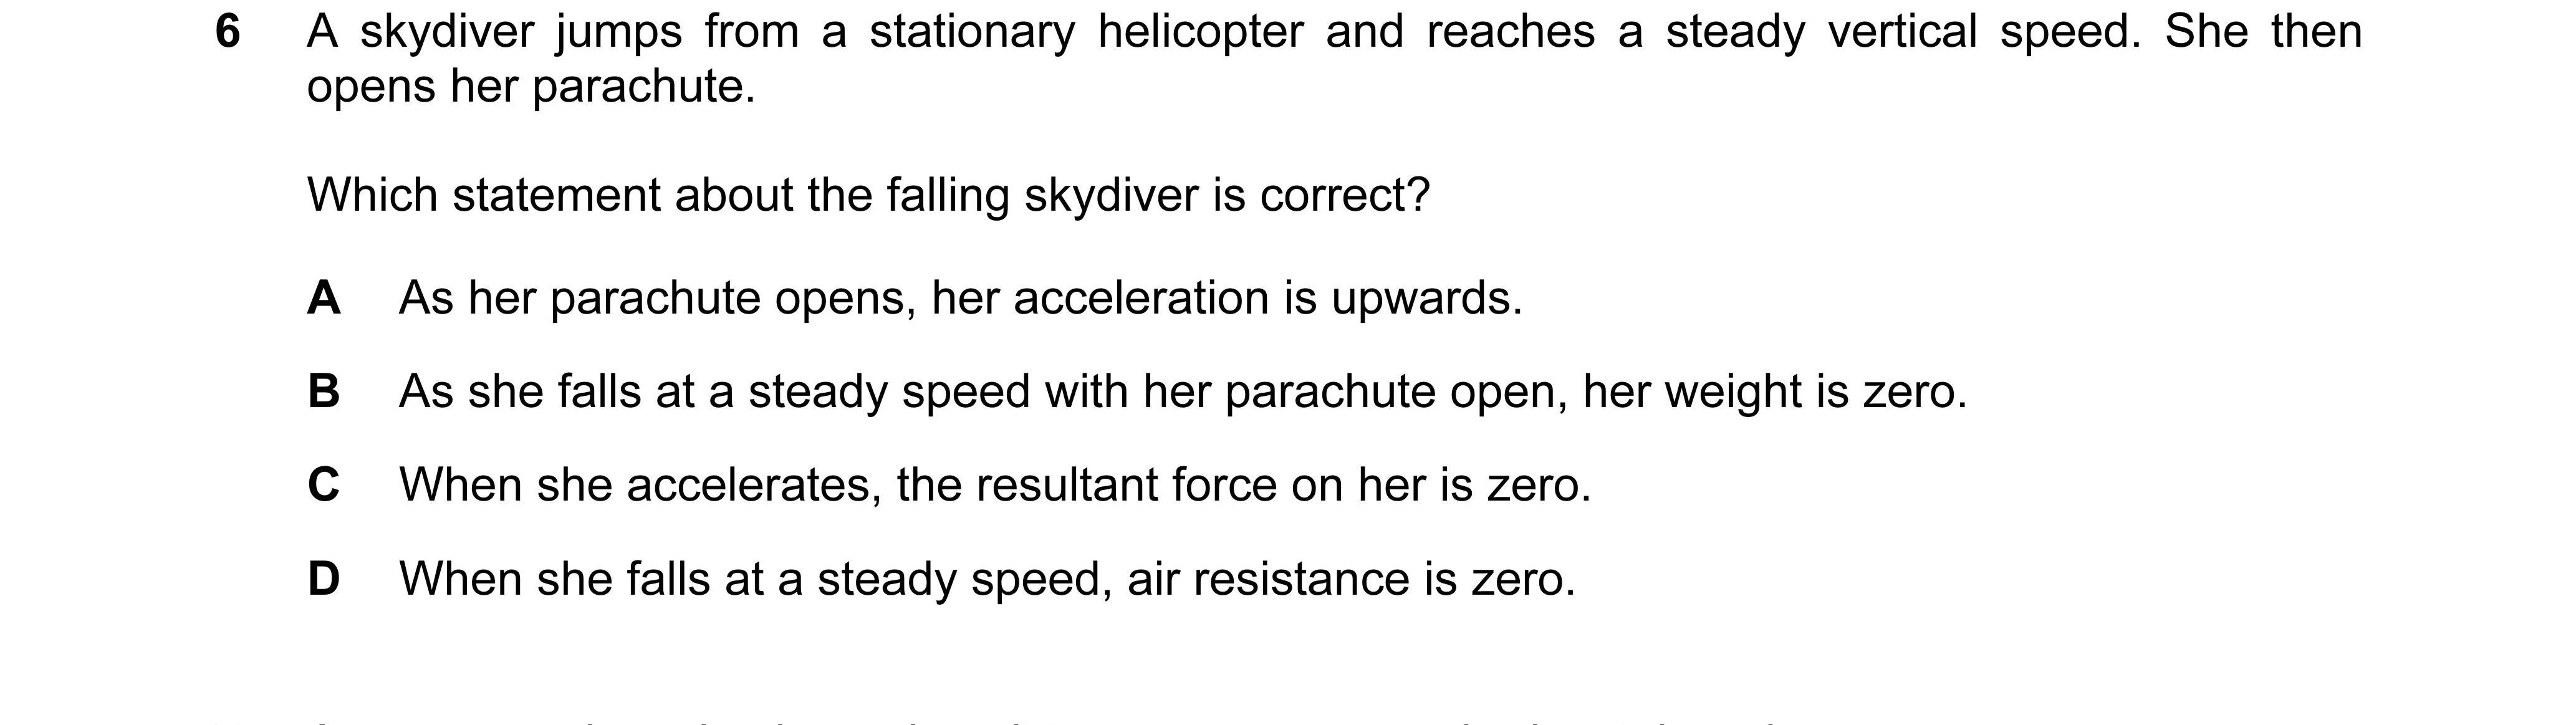 6 A skydiver jumps from a stationary helicopter and reaches a steady vertical speed. She then
opens her parachute.
Which statement about the falling skydiver is correct?
A As her parachute opens, her acceleration is upwards.
B As she falls at a steady speed with her parachute open, her weight is zero.
C When she accelerates, the resultant force on her is zero.
D When she falls at a steady speed, air resistance is zero.